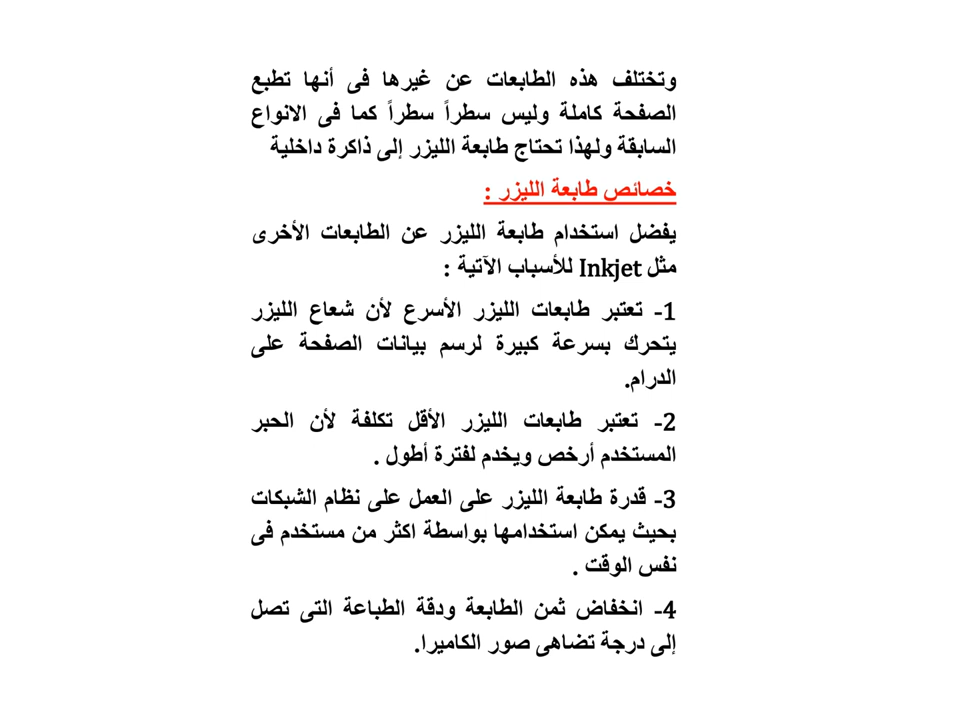 وتختلف هذه الطابعات عن غيرها فى أنها تطبع
الصفحة كاملة وليس سطراً سطراً كما فى الانواع
السابقة ولهذا تحتاج طابعة الليزر إلى ذاكرة داخلية
خصائص طابعة الليزر :
يفضل استخدام طابعة الليزر عن الطابعات الأخرى
مثل Inkjet للأسباب الآتية :
1- تعتبر طابعات الليزر الأسرع لأن شعاع الليزر
يتحرك بسرعة كبيرة لرسم بيانات الصفحة على
الدرام.
2- تعتبر طابعات الليزر الأقل تكلفة لأن الحبر
المستخدم أرخص ويخدم لفترة أطول .
3- قدرة طابعة الليزر على العمل على نظام الشبكات
بحيث يمكن استخدامها بواسطة اكثر من مستخدم فى
نفس الوقت .
4- انخفاض ثمن الطابعة ودقة الطباعة التى تصل
إلى درجة تضاهى صور الكاميرا.